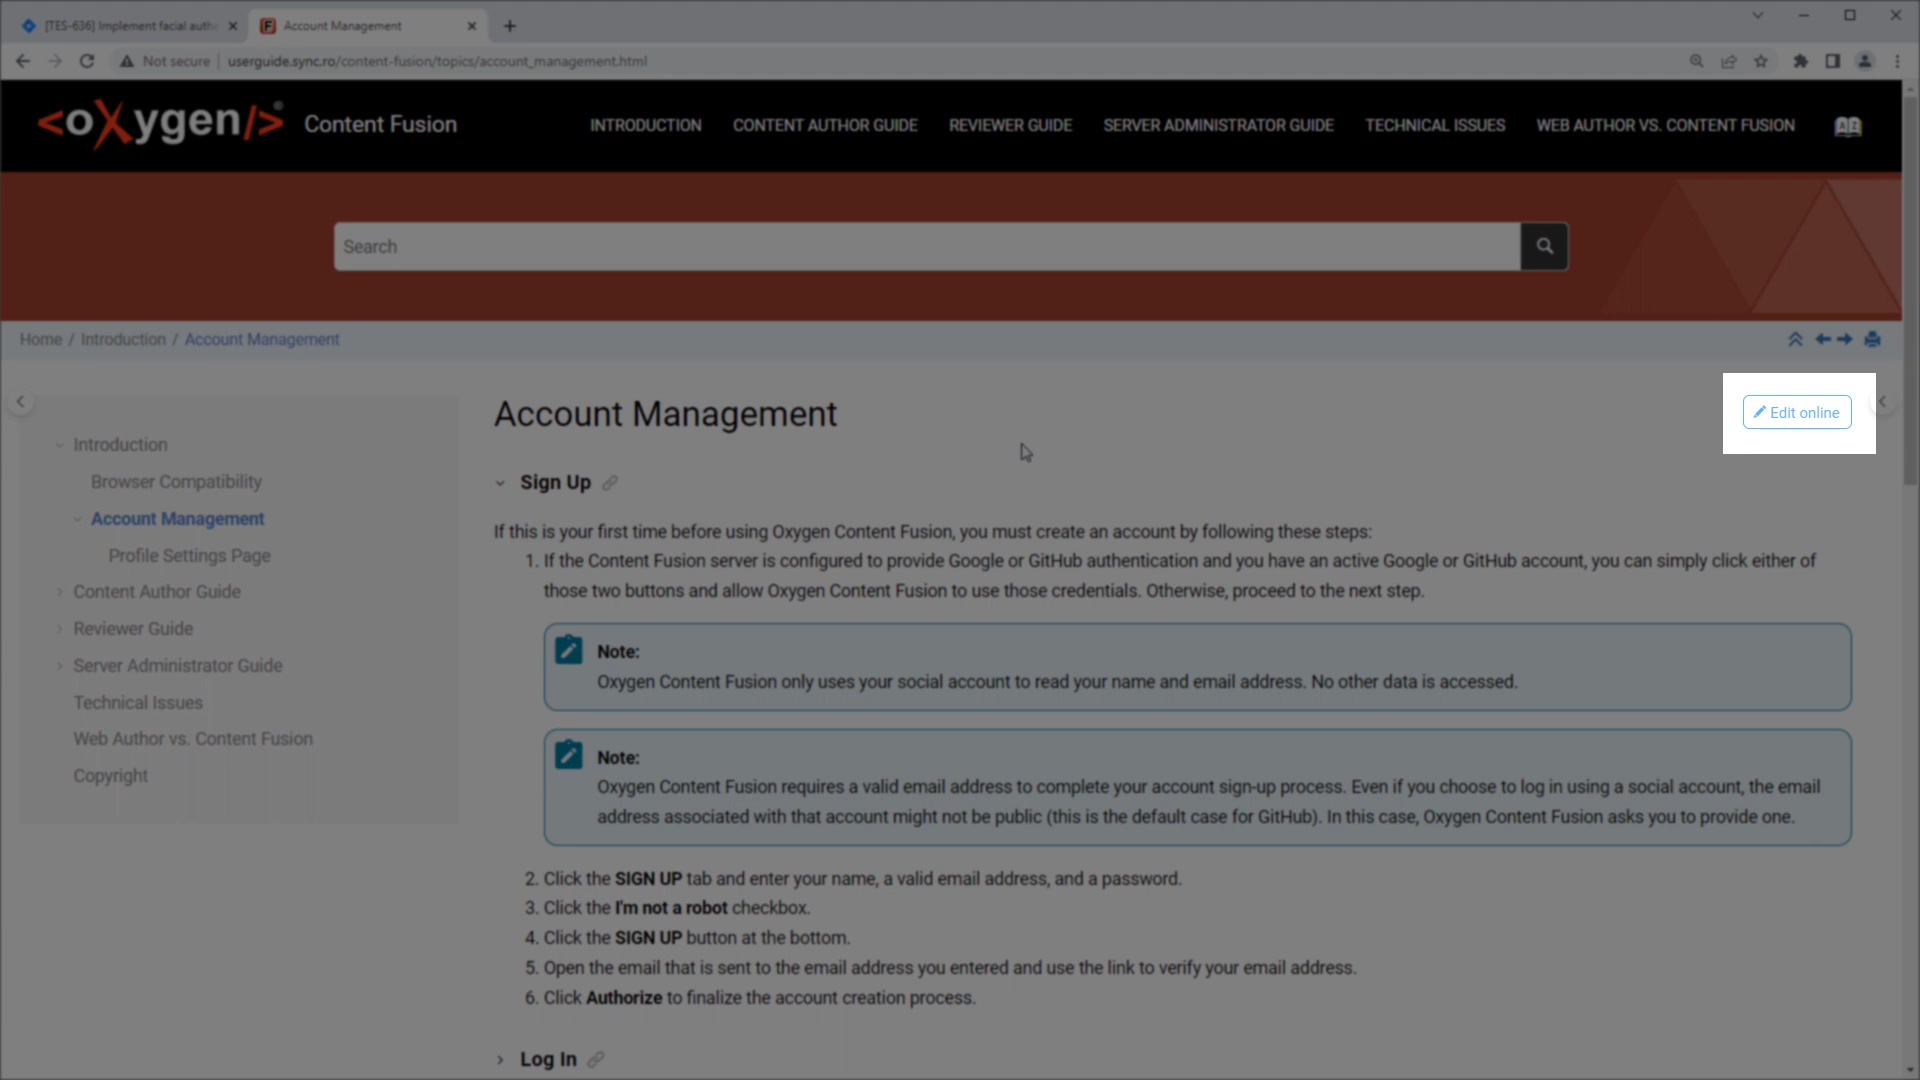 [TES-636] Implement facial auth
Account Management
Not secure
userguide.sync.ro/content-fusion/topics/account_management.html
<oXygen/>®
Content Fusion
INTRODUCTION
CONTENT AUTHOR GUIDE
REVIEWER GUIDE
SERVER ADMINISTRATOR GUIDE
TECHNICAL ISSUES
WEB AUTHOR VS. CONTENT FUSION
Search
Home / Introduction / Account Management
Introduction
Browser Compatibility
Account Management
Profile Settings Page
Content Author Guide
Reviewer Guide
Server Administrator Guide
Technical Issues
Web Author vs. Content Fusion
Copyright
Account Management
Edit online
Sign Up
If this is your first time before using Oxygen Content Fusion, you must create an account by following these steps:
1. If the Content Fusion server is configured to provide Google or GitHub authentication and you have an active Google or GitHub account, you can simply click either of
those two buttons and allow Oxygen Content Fusion to use those credentials. Otherwise, proceed to the next step.
Note:
Oxygen Content Fusion only uses your social account to read your name and email address. No other data is accessed.
Note:
Oxygen Content Fusion requires a valid email address to complete your account sign-up process. Even if you choose to log in using a social account, the email
address associated with that account might not be public (this is the default case for GitHub). In this case, Oxygen Content Fusion asks you to provide one.
2. Click the SIGN UP tab and enter your name, a valid email address, and a password.
3. Click the I'm not a robot checkbox.
4. Click the SIGN UP button at the bottom.
5. Open the email that is sent to the email address you entered and use the link to verify your email address.
6. Click Authorize to finalize the account creation process.
Log In